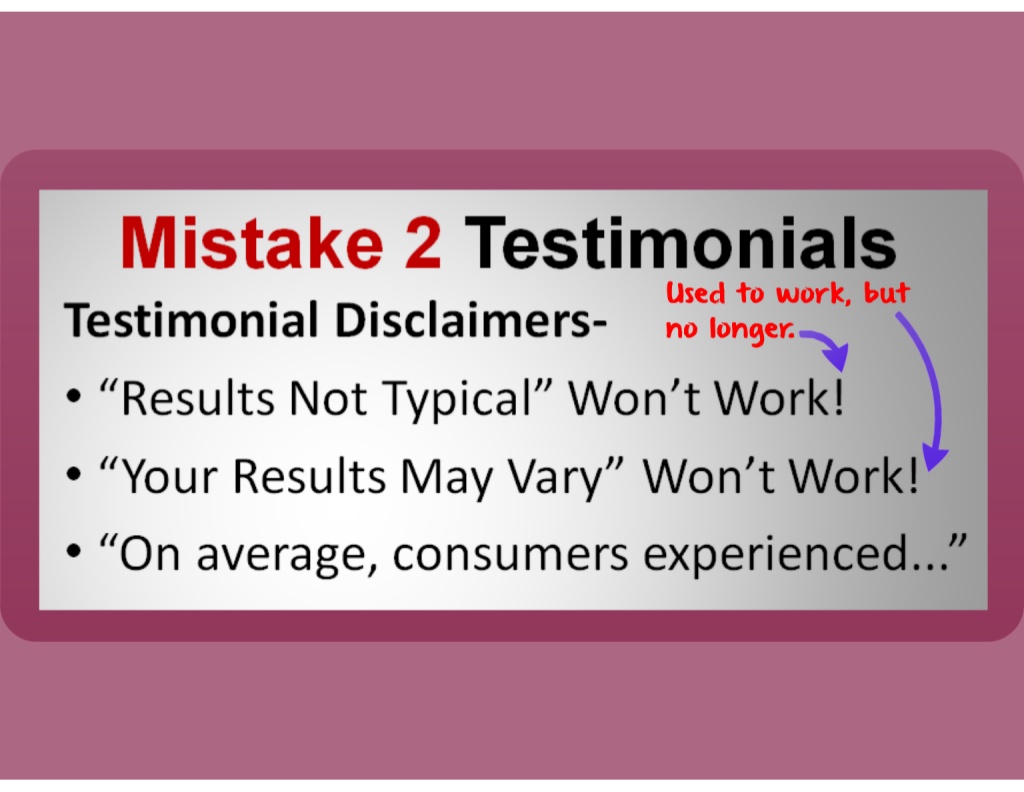 Mistake 2 Testimonials
Used to work, but
no longer.
Testimonial Disclaimers-
• “Results Not Typical” Won’t Work!
• “Your Results May Vary” Won’t Work!
• “On average, consumers experienced...”